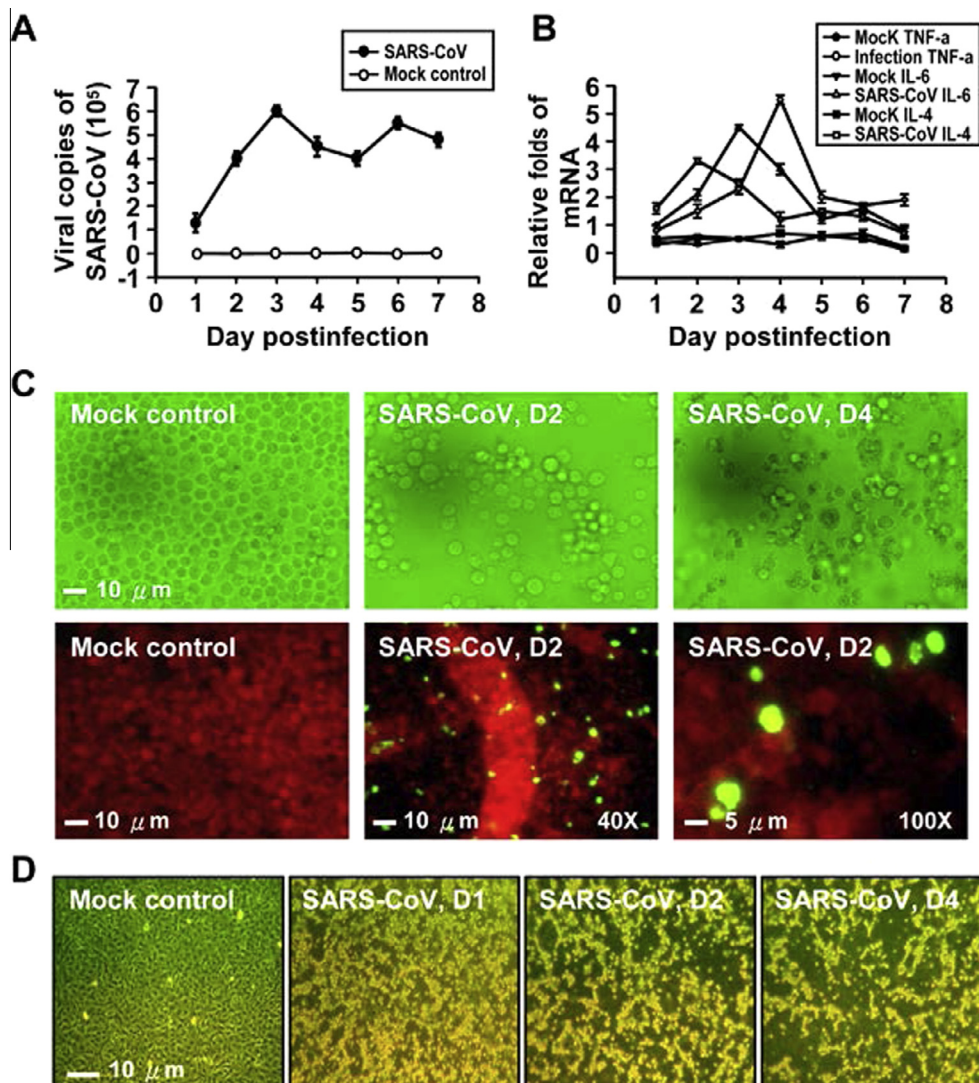 A
SARS-CoV
Mock control
Viral copies of
SARS-CoV (10⁵)
7
6
5
4
3
2
1
0
-1
0 1 2 3 4 5 6 7 8
Day postinfection
B
MocK TNF-a
Infection TNF-a
Mock IL-6
SARS-CoV IL-6
MocK IL-4
SARS-CoV IL-4
Relative folds of
mRNA
6
5
4
3
2
1
0
0 1 2 3 4 5 6 7 8
Day postinfection
C
Mock control
10 μm
SARS-CoV, D2
SARS-CoV, D4
Mock control
10 μm
SARS-CoV, D2
10 μm 40X
SARS-CoV, D2
5 μm 100X
D
Mock control
10 μm
SARS-CoV, D1
SARS-CoV, D2
SARS-CoV, D4